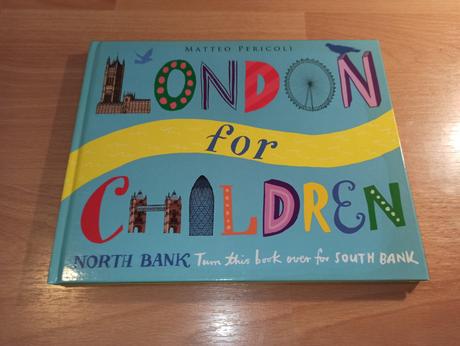 MATTEO PERICOLI
LONDON
for
CHILDREN
NORTH BANK Turn this book over for SOUTH BANK